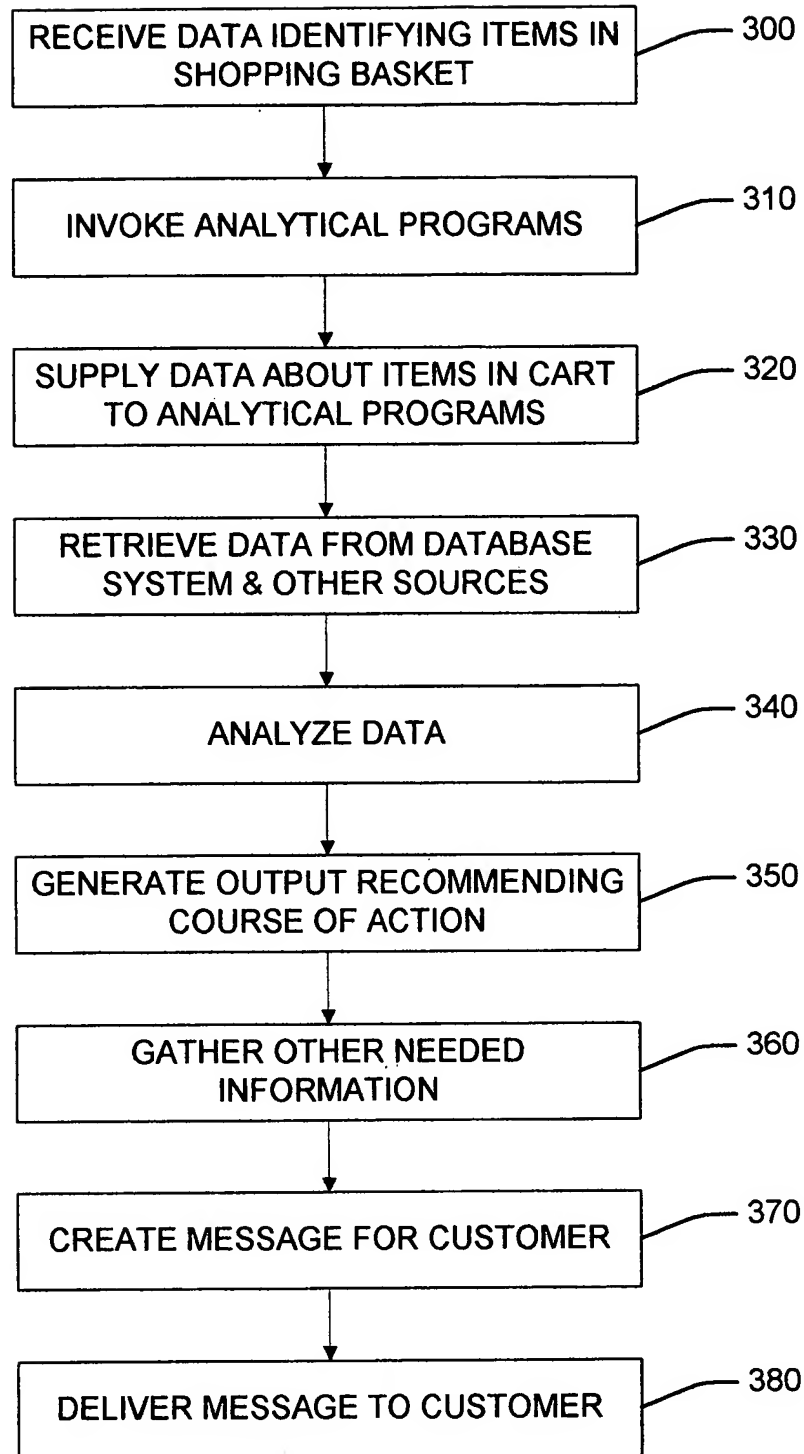 RECEIVE DATA IDENTIFYING ITEMS IN
SHOPPING BASKET
300
INVOKE ANALYTICAL PROGRAMS
310
SUPPLY DATA ABOUT ITEMS IN CART
TO ANALYTICAL PROGRAMS
320
RETRIEVE DATA FROM DATABASE
SYSTEM & OTHER SOURCES
330
ANALYZE DATA
340
GENERATE OUTPUT RECOMMENDING
COURSE OF ACTION
350
GATHER OTHER NEEDED
INFORMATION
360
CREATE MESSAGE FOR CUSTOMER
370
DELIVER MESSAGE TO CUSTOMER
380